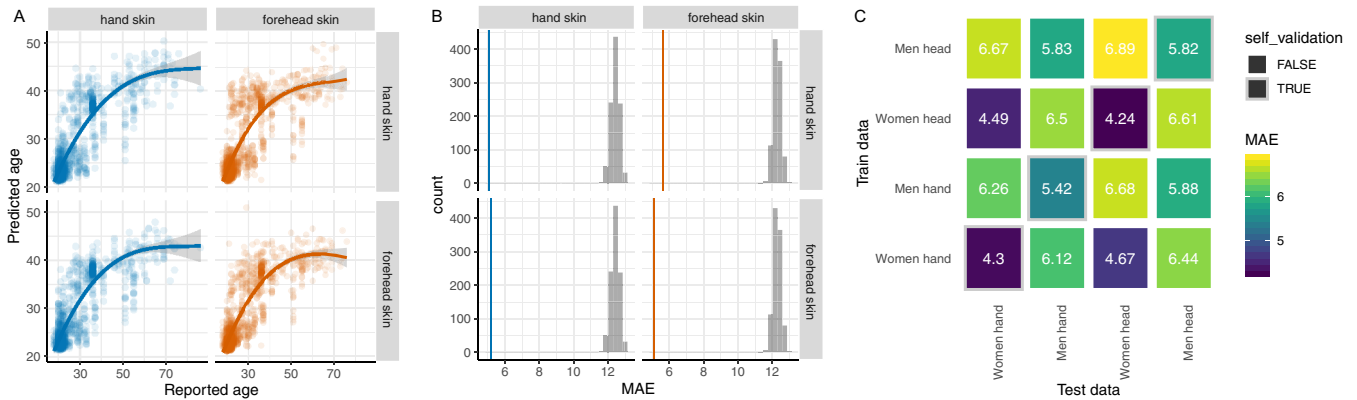 A
hand skin
forehead skin
50
40
30
20
hand skin
50
40
30
20
forehead skin
30
50
70
30
50
70
Predicted age
Reported age
B
hand skin
forehead skin
400
300
200
100
0
hand skin
400
300
200
100
0
forehead skin
6
8
10
12
6
8
10
12
count
MAE
C
Men head
6.67
5.83
6.89
5.82
Women head
4.49
6.5
4.24
6.61
Men hand
6.26
5.42
6.68
5.88
Women hand
4.3
6.12
4.67
6.44
Women hand
Men hand
Women head
Men head
Train data
Test data
self_validation
FALSE
TRUE
MAE
6
5